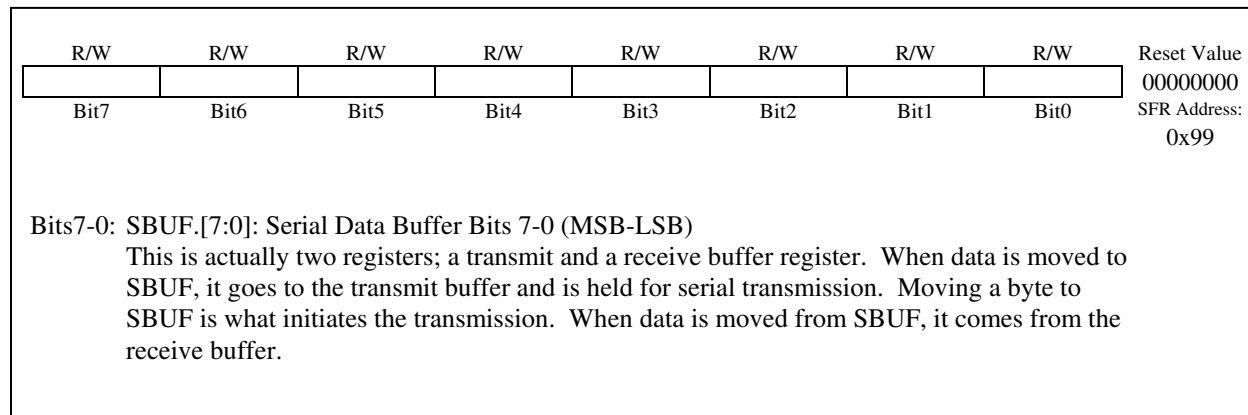 R/W R/W R/W R/W R/W R/W R/W R/W Reset Value
00000000
Bit7 Bit6 Bit5 Bit4 Bit3 Bit2 Bit1 Bit0 SFR Address:
0x99
Bits7-0: SBUF.[7:0]: Serial Data Buffer Bits 7-0 (MSB-LSB)
This is actually two registers; a transmit and a receive buffer register. When data is moved to
SBUF, it goes to the transmit buffer and is held for serial transmission. Moving a byte to
SBUF is what initiates the transmission. When data is moved from SBUF, it comes from the
receive buffer.